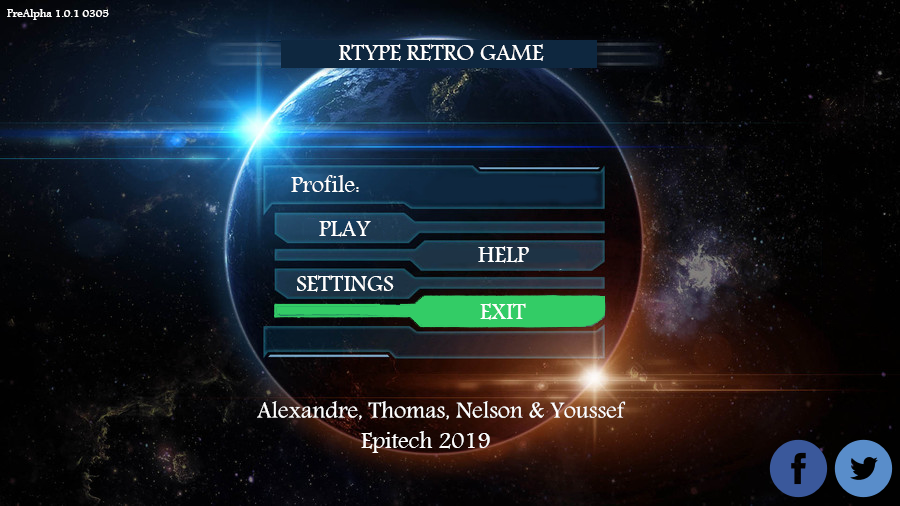 PreAlpha 1.0.1 0305
RTYPE RETRO GAME
Profile:
PLAY
HELP
SETTINGS
EXIT
Alexandre, Thomas, Nelson & Youssef
Epitech 2019